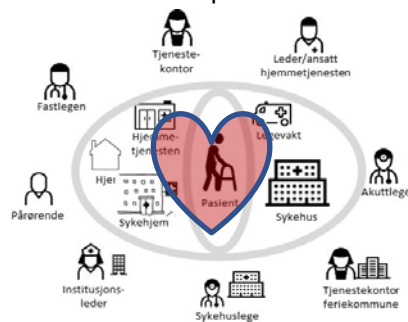 Tjeneste-
kontor
Leder/ansatt
hjemmetjenesten
Fastlegen
Hjemme-
tjenesten
Legevakt
Hjer
Pasient
Akuttlege
Pårørende
Sykehjem
Sykehus
Institusjons-
leder
Sykehuslege
Tjenestekontor
feriekommune